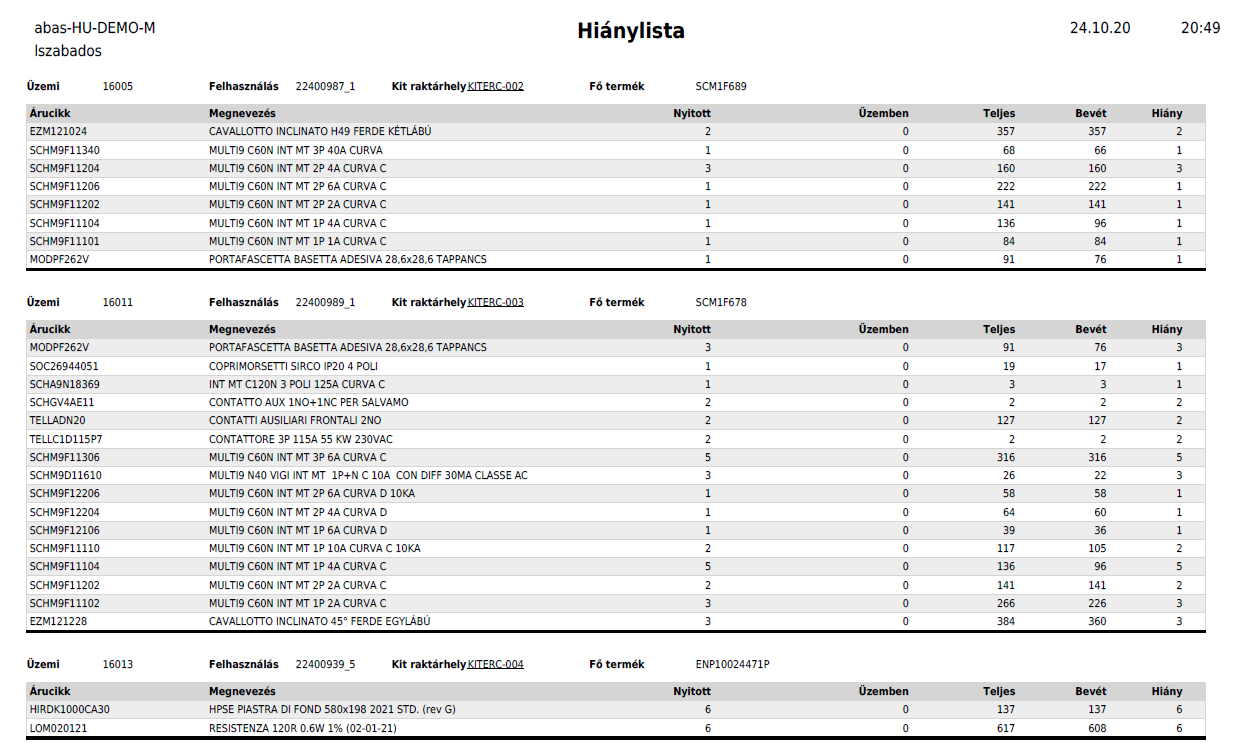 abas-HU-DEMO-M Hiánylista 24.10.20 20:49
lszabados
Üzemi 16005 Felhasználás 22400987_1 Kit raktárhely KITERC-002 Fő termék SCM1F689
Árucikk Megnevezés Nyitott Üzemben Teljes Bevét Hiány
EZM121024 CAVALLOTTO INCLINATO H49 FERDE KÉTLÁBÚ 2 0 357 357 2
SCHM9F11340 MULTI9 C60N INT MT 3P 40A CURVA 1 0 68 66 1
SCHM9F11204 MULTI9 C60N INT MT 2P 4A CURVA C 3 0 160 160 3
SCHM9F11206 MULTI9 C60N INT MT 2P 6A CURVA C 1 0 222 222 1
SCHM9F11202 MULTI9 C60N INT MT 2P 2A CURVA C 1 0 141 141 1
SCHM9F11104 MULTI9 C60N INT MT 1P 4A CURVA C 1 0 136 96 1
SCHM9F11101 MULTI9 C60N INT MT 1P 1A CURVA C 1 0 84 84 1
MODPF262V PORTAFASCETTA BASETTA ADESIVA 28,6x28,6 TAPPANCS 1 0 91 76 1
Üzemi 16011 Felhasználás 22400989_1 Kit raktárhely KITERC-003 Fő termék SCM1F678
Árucikk Megnevezés Nyitott Üzemben Teljes Bevét Hiány
MODPF262V PORTAFASCETTA BASETTA ADESIVA 28,6x28,6 TAPPANCS 3 0 91 76 3
SOC26944051 COPRIMORSETTI SIRCO IP20 4 POLI 1 0 19 17 1
SCHA9N18369 INT MT C120N 3 POLI 125A CURVA C 1 0 3 3 1
SCHGV4AE11 CONTATTO AUX 1NO+1NC PER SALVAMO 2 0 2 2 2
TELLADN20 CONTATTI AUSILIARI FRONTALI 2NO 2 0 127 127 2
TELLC1D115P7 CONTATTORE 3P 115A 55 KW 230VAC 2 0 2 2 2
SCHM9F11306 MULTI9 C60N INT MT 3P 6A CURVA C 5 0 316 316 5
SCHM9D11610 MULTI9 N40 VIGI INT MT 1P+N C 10A CON DIFF 30MA CLASSE AC 3 0 26 22 3
SCHM9F12206 MULTI9 C60N INT MT 2P 6A CURVA D 10KA 1 0 58 58 1
SCHM9F12204 MULTI9 C60N INT MT 2P 4A CURVA D 1 0 64 60 1
SCHM9F12106 MULTI9 C60N INT MT 1P 6A CURVA D 1 0 39 36 1
SCHM9F11110 MULTI9 C60N INT MT 1P 10A CURVA C 10KA 2 0 117 105 2
SCHM9F11104 MULTI9 C60N INT MT 1P 4A CURVA C 5 0 136 96 5
SCHM9F11202 MULTI9 C60N INT MT 2P 2A CURVA C 2 0 141 141 2
SCHM9F11102 MULTI9 C60N INT MT 1P 2A CURVA C 3 0 266 226 3
EZM121228 CAVALLOTTO INCLINATO 45° FERDE EGYLÁBÚ 3 0 384 360 3
Üzemi 16013 Felhasználás 22400939_5 Kit raktárhely KITERC-004 Fő termék ENP10024471P
Árucikk Megnevezés Nyitott Üzemben Teljes Bevét Hiány
HIRDK1000CA30 HPSE PIASTRA DI FOND 580x198 2021 STD. (rev G) 6 0 137 137 6
LOM020121 RESISTENZA 120R 0.6W 1% (02-01-21) 6 0 617 608 6